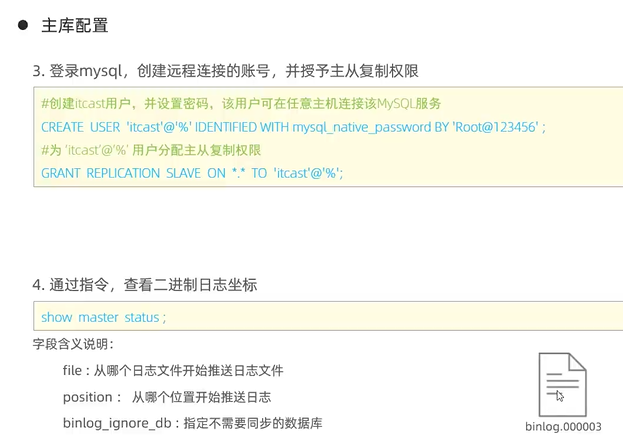 ● 主库配置
3. 登录mysql，创建远程连接的账号，并授予主从复制权限
#创建itcast用户，并设置密码，该用户可在任意主机连接该MySQL服务
CREATE USER 'itcast'@'%' IDENTIFIED WITH mysql_native_password BY 'Root@123456' ;
#为 'itcast'@'%' 用户分配主从复制权限
GRANT REPLICATION SLAVE ON *.* TO 'itcast'@'%';
4. 通过指令，查看二进制日志坐标
show master status ;
字段含义说明：
file : 从哪个日志文件开始推送日志文件
position ： 从哪个位置开始推送日志
binlog_ignore_db : 指定不需要同步的数据库
binlog.000003